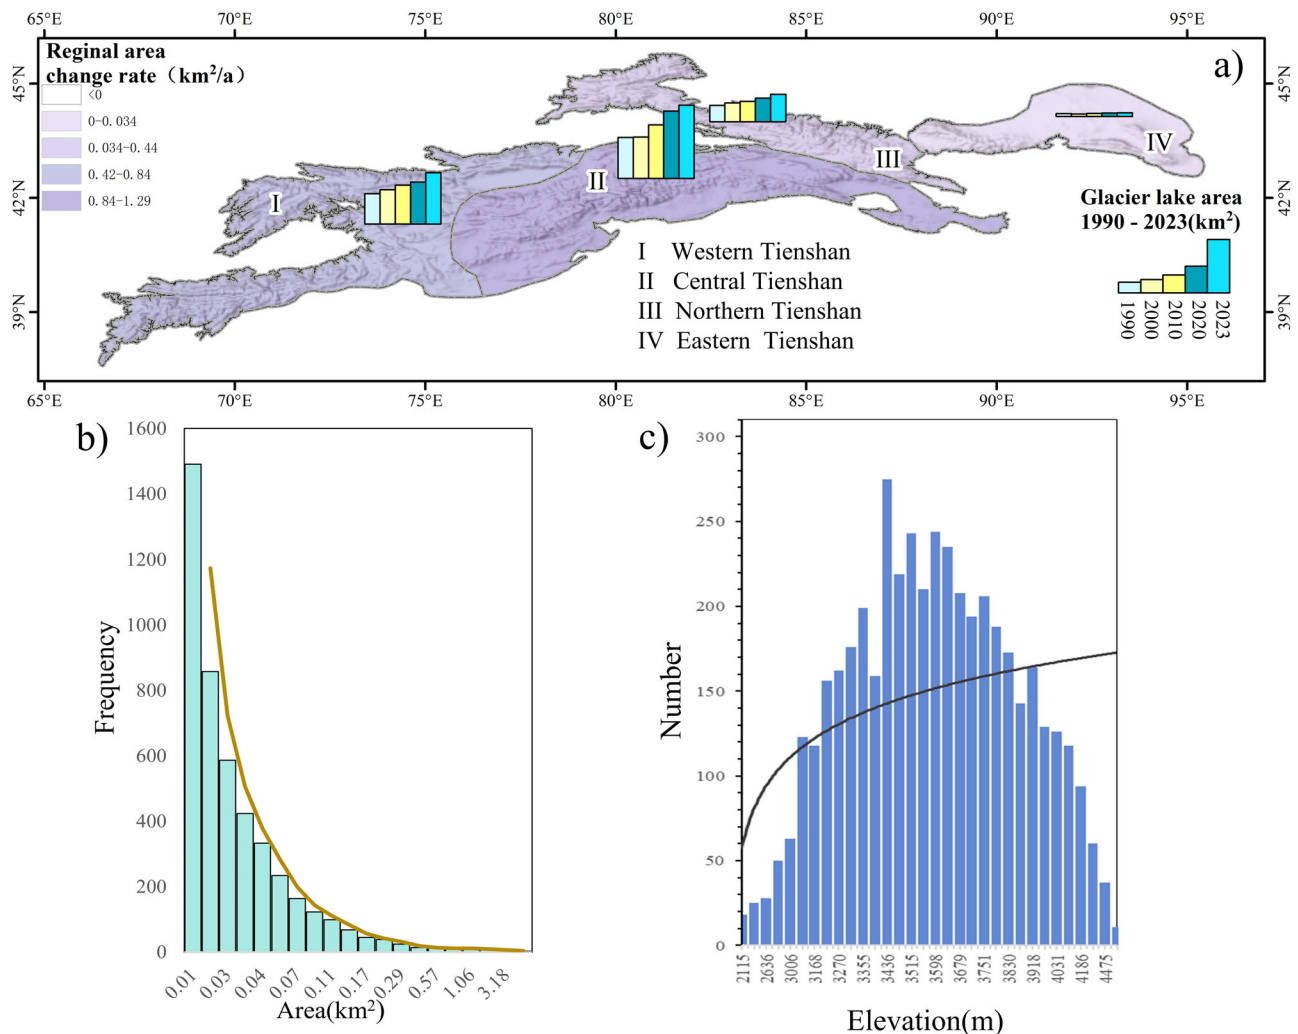 65°E 70°E 75°E 80°E 85°E 90°E 95°E
a)
Reginal area
change rate（km²/a）
<0
0-0.034
0.034-0.44
0.42-0.84
0.84-1.29
45°N
42°N
39°N
45°N
42°N
39°N
I
II
III
IV
I Western Tienshan
II Central Tienshan
III Northern Tienshan
IV Eastern Tienshan
Glacier lake area
1990 - 2023(km²)
1990
2000
2010
2020
2023
65°E 70°E 75°E 80°E 85°E 90°E 95°E
b)
Frequency
1600
1400
1200
1000
800
600
400
200
0
0.01 0.03 0.04 0.07 0.11 0.17 0.29 0.57 1.06 3.18
Area(km²)
c)
Number
300
250
200
150
100
50
0
2115 2636 3006 3168 3270 3355 3436 3515 3598 3679 3751 3830 3918 4031 4186 4475
Elevation(m)